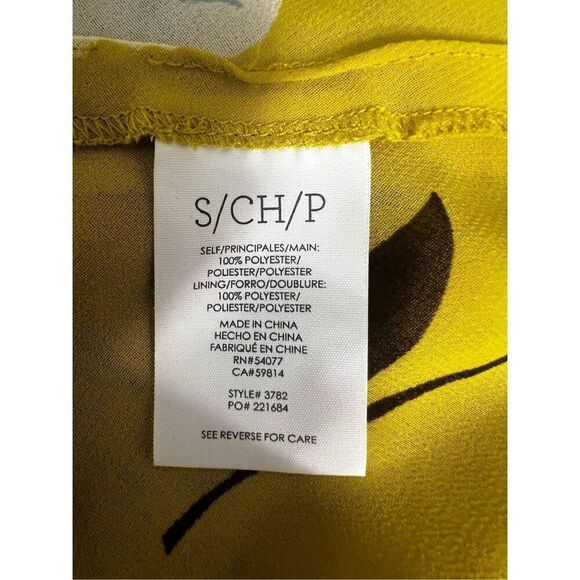 S/CH/P
SELF/PRINCIPALES/MAIN:
100% POLYESTER/
POLIESTER/POLYESTER
LINING/FORRO/DOUBLURE:
100% POLYESTER/
POLIESTER/POLYESTER
MADE IN CHINA
HECHO EN CHINA
FABRIQUÉ EN CHINE
RN#54077
CA#59814
STYLE# 3782
PO# 221684
SEE REVERSE FOR CARE